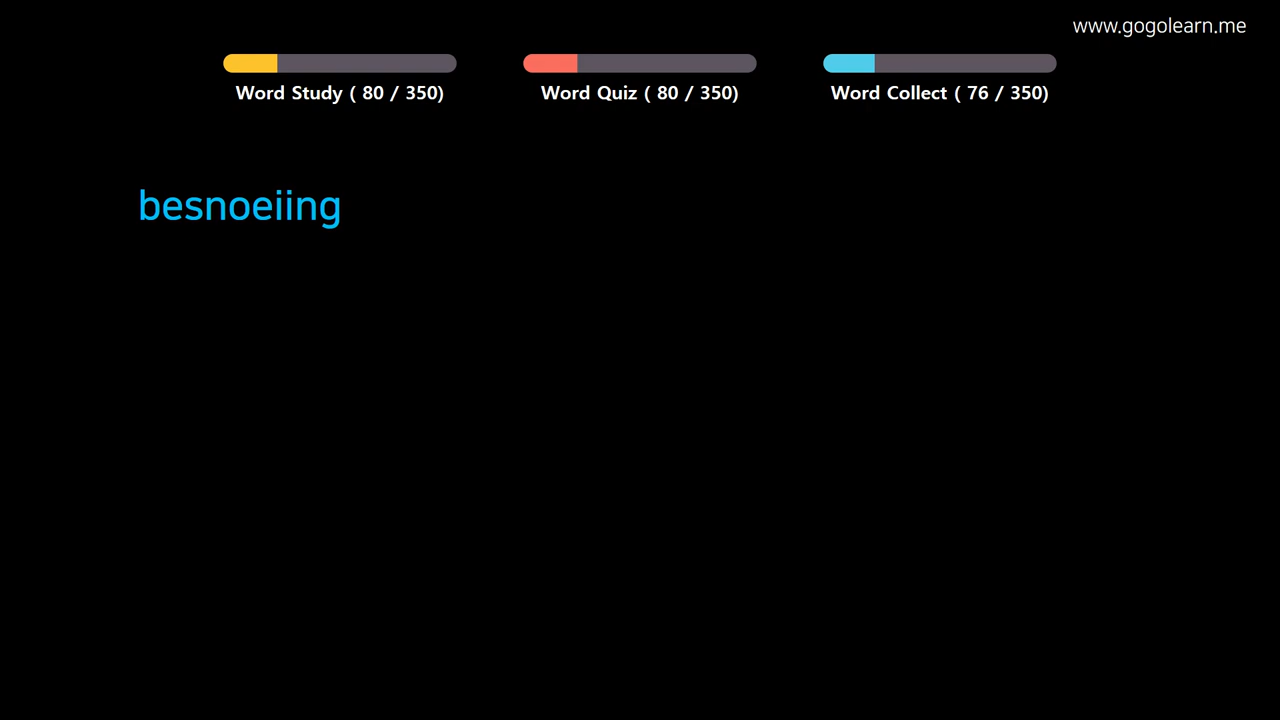 www.gogolearn.me
Word Study ( 80 / 350)
Word Quiz ( 80 / 350)
Word Collect ( 76 / 350)
besnoeiing